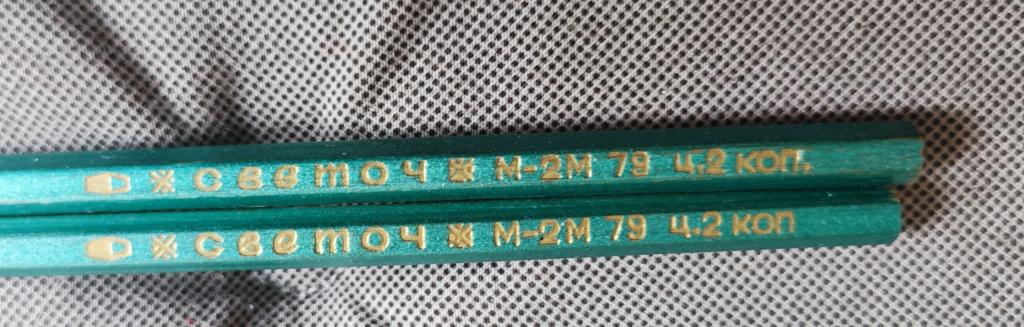 ※ светоч ※ М-2М 79 ц.2 коп.
※ светоч ※ М-2М 79 ц.2 коп